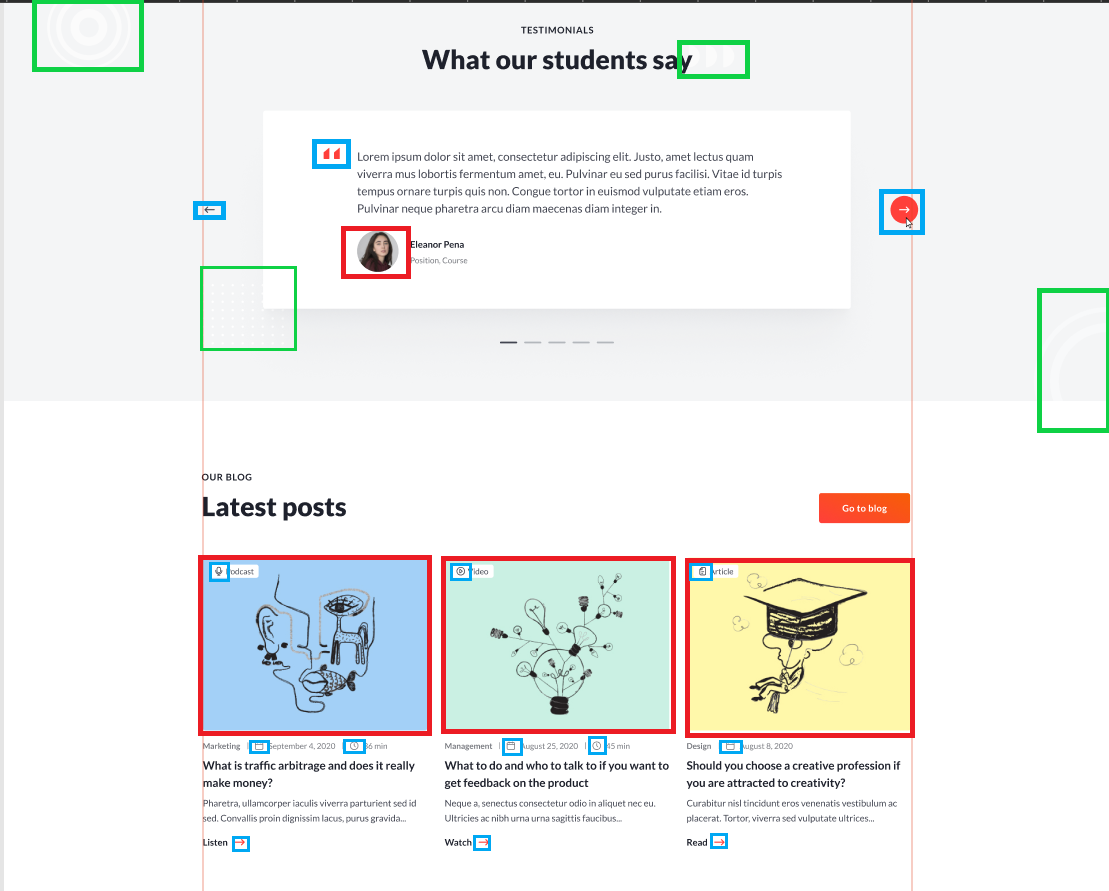 TESTIMONIALS
What our students say
Lorem ipsum dolor sit amet, consectetur adipiscing elit. Justo, amet lectus quam
viverra mus lobortis fermentum amet, eu. Pulvinar eu sed purus facilisi. Vitae id turpis
tempus ornare turpis quis non. Congue tortor in euismod vulputate etiam eros.
Pulvinar neque pharetra arcu diam maecenas diam integer in.
Eleanor Pena
Position, Course
OUR BLOG
Latest posts
Go to blog
Podcast
Video
Article
Marketing | September 4, 2020 | 36 min
What is traffic arbitrage and does it really
make money?
Pharetra, ullamcorper iaculis viverra parturient sed id
sed. Convallis proin dignissim lacus, purus gravida...
Listen
Management | August 25, 2020 | 45 min
What to do and who to talk to if you want to
get feedback on the product
Neque a, senectus consectetur odio in aliquet nec eu.
Ultricies ac nibh urna urna sagittis faucibus...
Watch
Design | August 8, 2020
Should you choose a creative profession if
you are attracted to creativity?
Curabitur nisl tincidunt eros venenatis vestibulum ac
placerat. Tortor, viverra sed vulputate ultrices...
Read